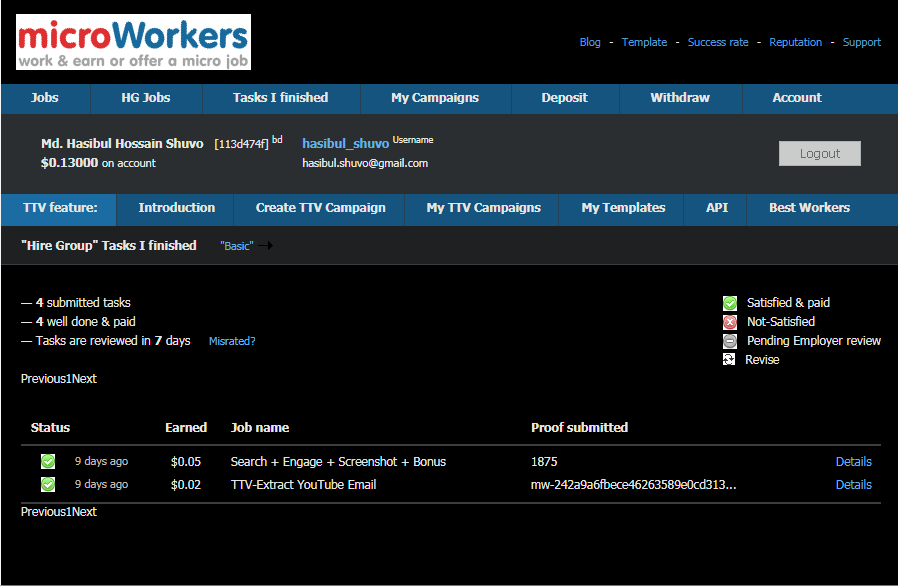 microWorkers
work & earn or offer a micro job
Blog - Template - Success rate - Reputation - Support
Jobs HG Jobs Tasks I finished My Campaigns Deposit Withdraw Account
Md. Hasibul Hossain Shuvo [113d474f] bd hasibul_shuvo Username
$0.13000 on account hasibul.shuvo@gmail.com
Logout
TTV feature: Introduction Create TTV Campaign My TTV Campaigns My Templates API Best Workers
"Hire Group" Tasks I finished "Basic" →
— 4 submitted tasks
— 4 well done & paid
— Tasks are reviewed in 7 days Misrated?
Satisfied & paid
Not-Satisfied
Pending Employer review
Revise
Previous1Next
Status Earned Job name Proof submitted
9 days ago $0.05 Search + Engage + Screenshot + Bonus 1875 Details
9 days ago $0.02 TTV-Extract YouTube Email mw-242a9a6fbece46263589e0cd313... Details
Previous1Next